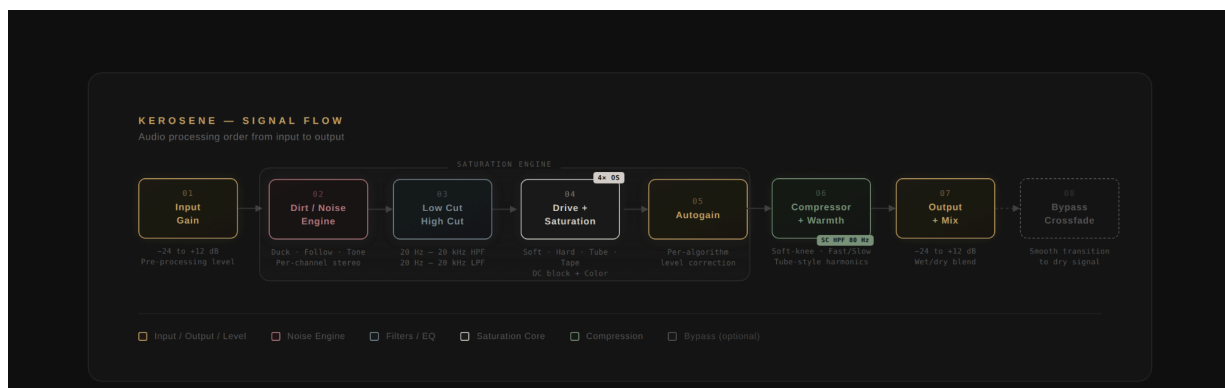 KEROSENE — SIGNAL FLOW
Audio processing order from input to output
SATURATION ENGINE
01
Input
Gain
−24 to +12 dB
Pre-processing level
02
Dirt / Noise
Engine
Duck · Follow · Tone
Per-channel stereo
03
Low Cut
High Cut
20 Hz – 20 kHz HPF
20 Hz – 20 kHz LPF
4× OS
04
Drive +
Saturation
Soft · Hard · Tube ·
Tape
DC block + Color
05
Autogain
Per-algorithm
level correction
06
Compressor
+ Warmth
SC HPF 80 Hz
Soft-knee · Fast/Slow
Tube-style harmonics
07
Output
+ Mix
−24 to +12 dB
Wet/dry blend
08
Bypass
Crossfade
Smooth transition
to dry signal
Input / Output / Level
Noise Engine
Filters / EQ
Saturation Core
Compression
Bypass (optional)